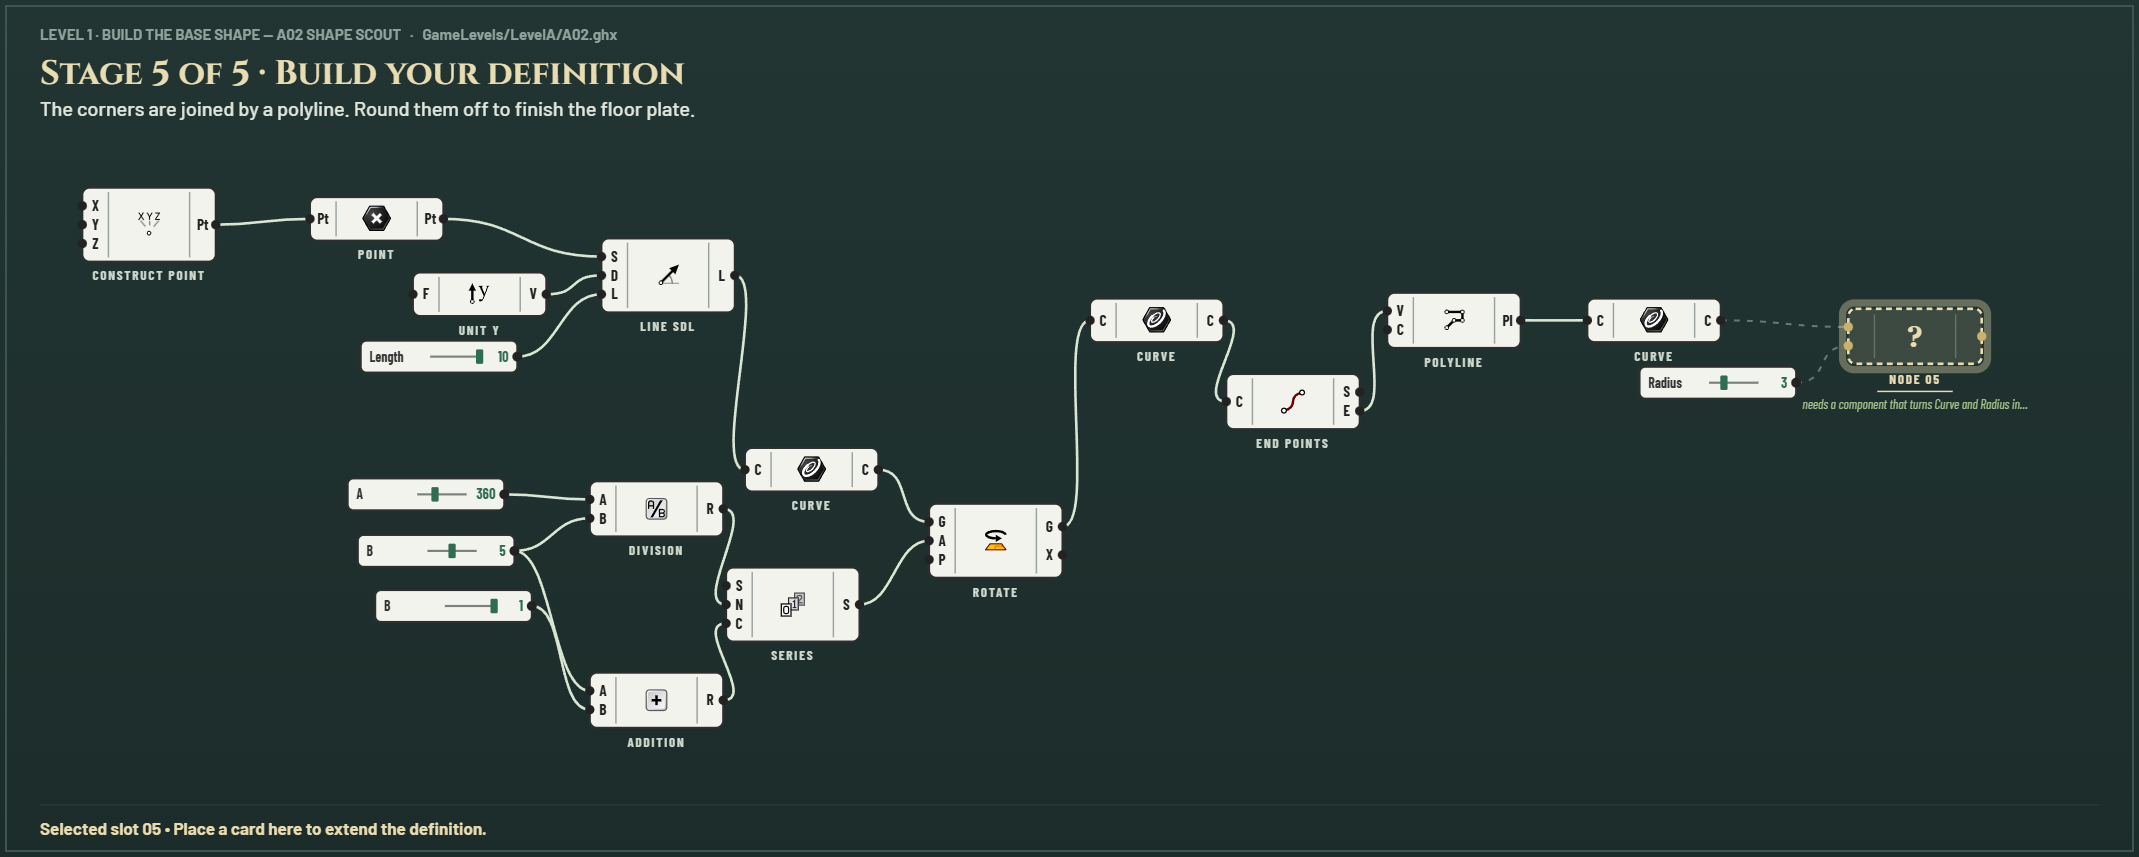 LEVEL 1 · BUILD THE BASE SHAPE — A02 SHAPE SCOUT · GameLevels/LevelA/A02.ghx
STAGE 5 OF 5 · BUILD YOUR DEFINITION
The corners are joined by a polyline. Round them off to finish the floor plate.
X
Y
Z
XYZ
Pt
CONSTRUCT POINT
Pt
Pt
POINT
F
y
V
UNIT Y
Length
10
S
D
L
L
LINE SDL
A
360
B
5
B
1
A
B
A/B
R
DIVISION
A
B
+
R
ADDITION
C
C
CURVE
S
N
C
0 1 2
S
SERIES
G
A
P
G
X
ROTATE
C
C
CURVE
C
S
E
END POINTS
V
C
Pl
POLYLINE
C
C
CURVE
Radius
3
?
NODE 05
needs a component that turns Curve and Radius in...
Selected slot 05 • Place a card here to extend the definition.